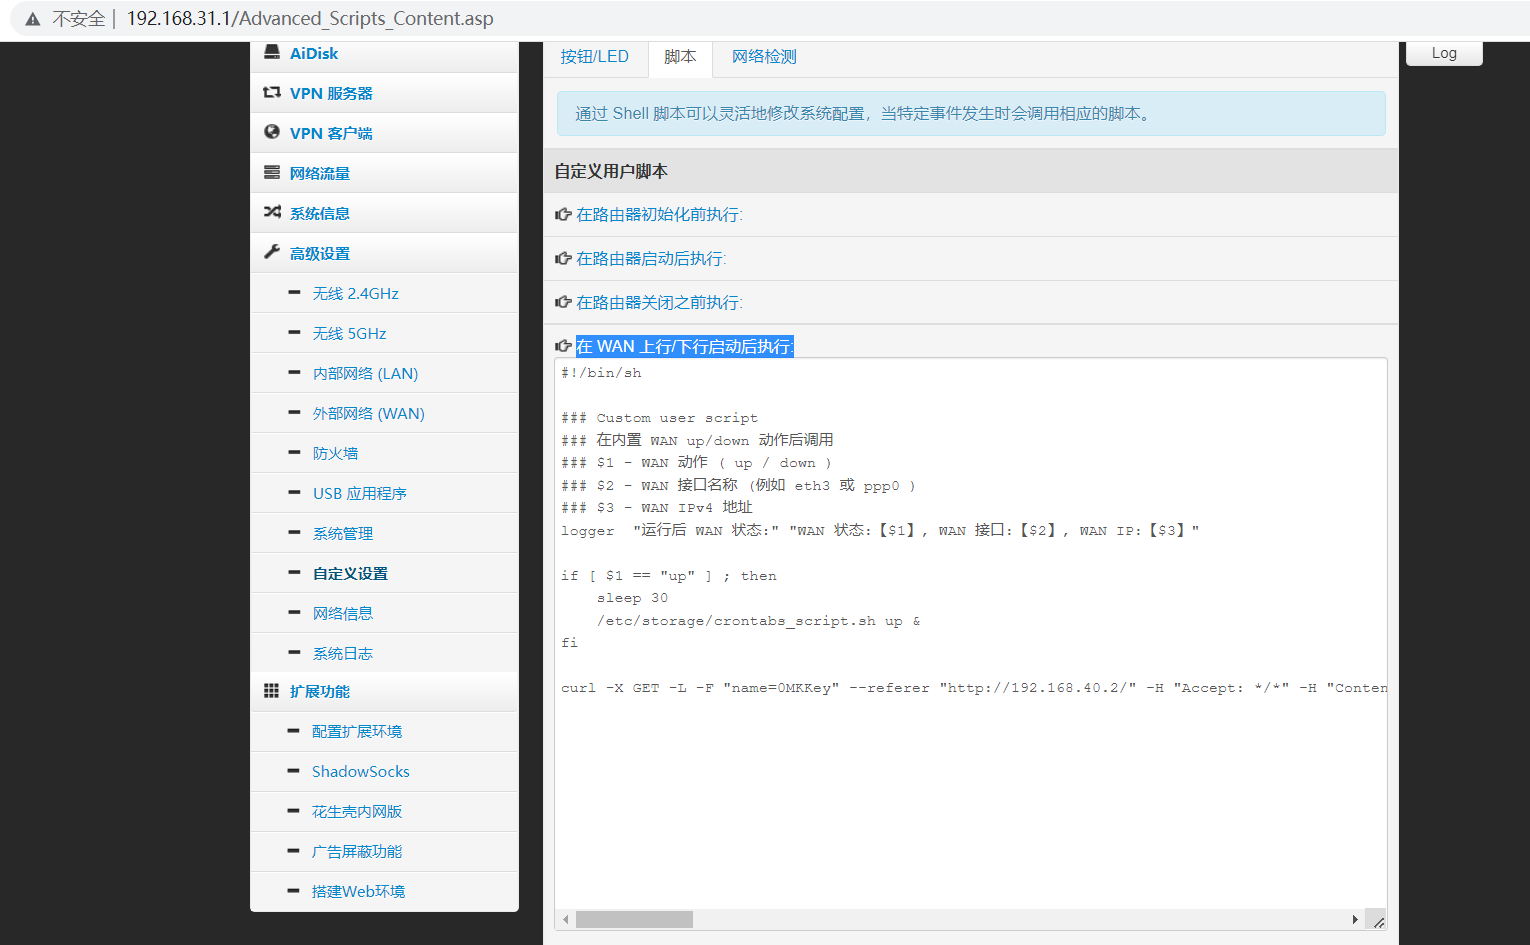 不安全 | 192.168.31.1/Advanced_Scripts_Content.asp
AiDisk
VPN 服务器
VPN 客户端
网络流量
系统信息
高级设置
无线 2.4GHz
无线 5GHz
内部网络 (LAN)
外部网络 (WAN)
防火墙
USB 应用程序
系统管理
自定义设置
网络信息
系统日志
扩展功能
配置扩展环境
ShadowSocks
花生壳内网版
广告屏蔽功能
搭建Web环境
按钮/LED 脚本 网络检测
通过 Shell 脚本可以灵活地修改系统配置，当特定事件发生时会调用相应的脚本。
自定义用户脚本
在路由器初始化前执行:
在路由器启动后执行:
在路由器关闭之前执行:
在 WAN 上行/下行启动后执行:
#!/bin/sh
### Custom user script
### 在内置 WAN up/down 动作后调用
### $1 - WAN 动作 ( up / down )
### $2 - WAN 接口名称 (例如 eth3 或 ppp0 )
### $3 - WAN IPv4 地址
logger  "运行后 WAN 状态:" "WAN 状态:【$1】, WAN 接口:【$2】, WAN IP:【$3】"
if [ $1 == "up" ] ; then
    sleep 30
    /etc/storage/crontabs_script.sh up &
fi
curl -X GET -L -F "name=0MKKey" --referer "http://192.168.40.2/" -H "Accept: */*" -H "Conten
Log